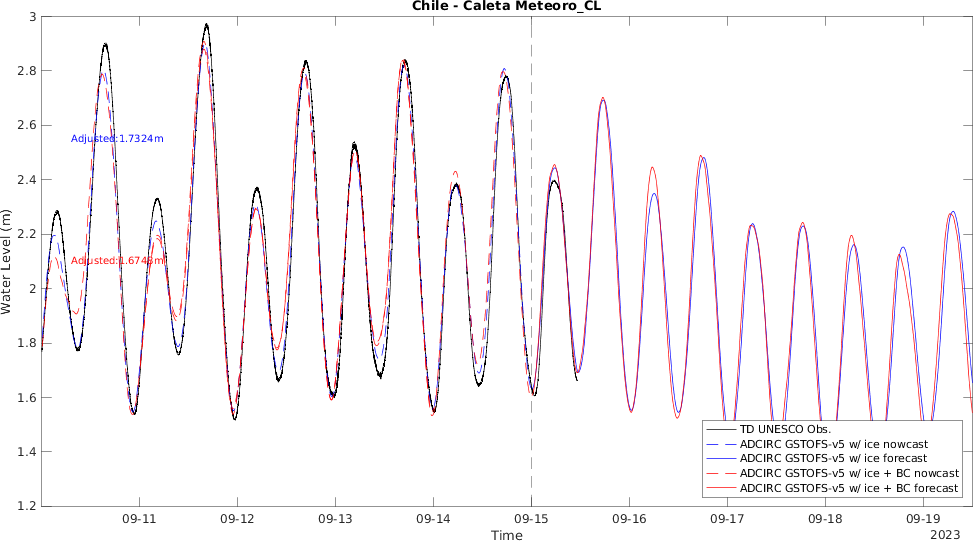 Chile - Caleta Meteoro_CL
3
2.8
2.6
2.4
2.2
2
1.8
1.6
1.4
1.2
Water Level (m)
Adjusted:1.7324m
Adjusted:1.6743m
TD UNESCO Obs.
ADCIRC GSTOFS-v5 w/ ice nowcast
ADCIRC GSTOFS-v5 w/ ice forecast
ADCIRC GSTOFS-v5 w/ ice + BC nowcast
ADCIRC GSTOFS-v5 w/ ice + BC forecast
09-11 09-12 09-13 09-14 09-15 09-16 09-17 09-18 09-19
Time
2023